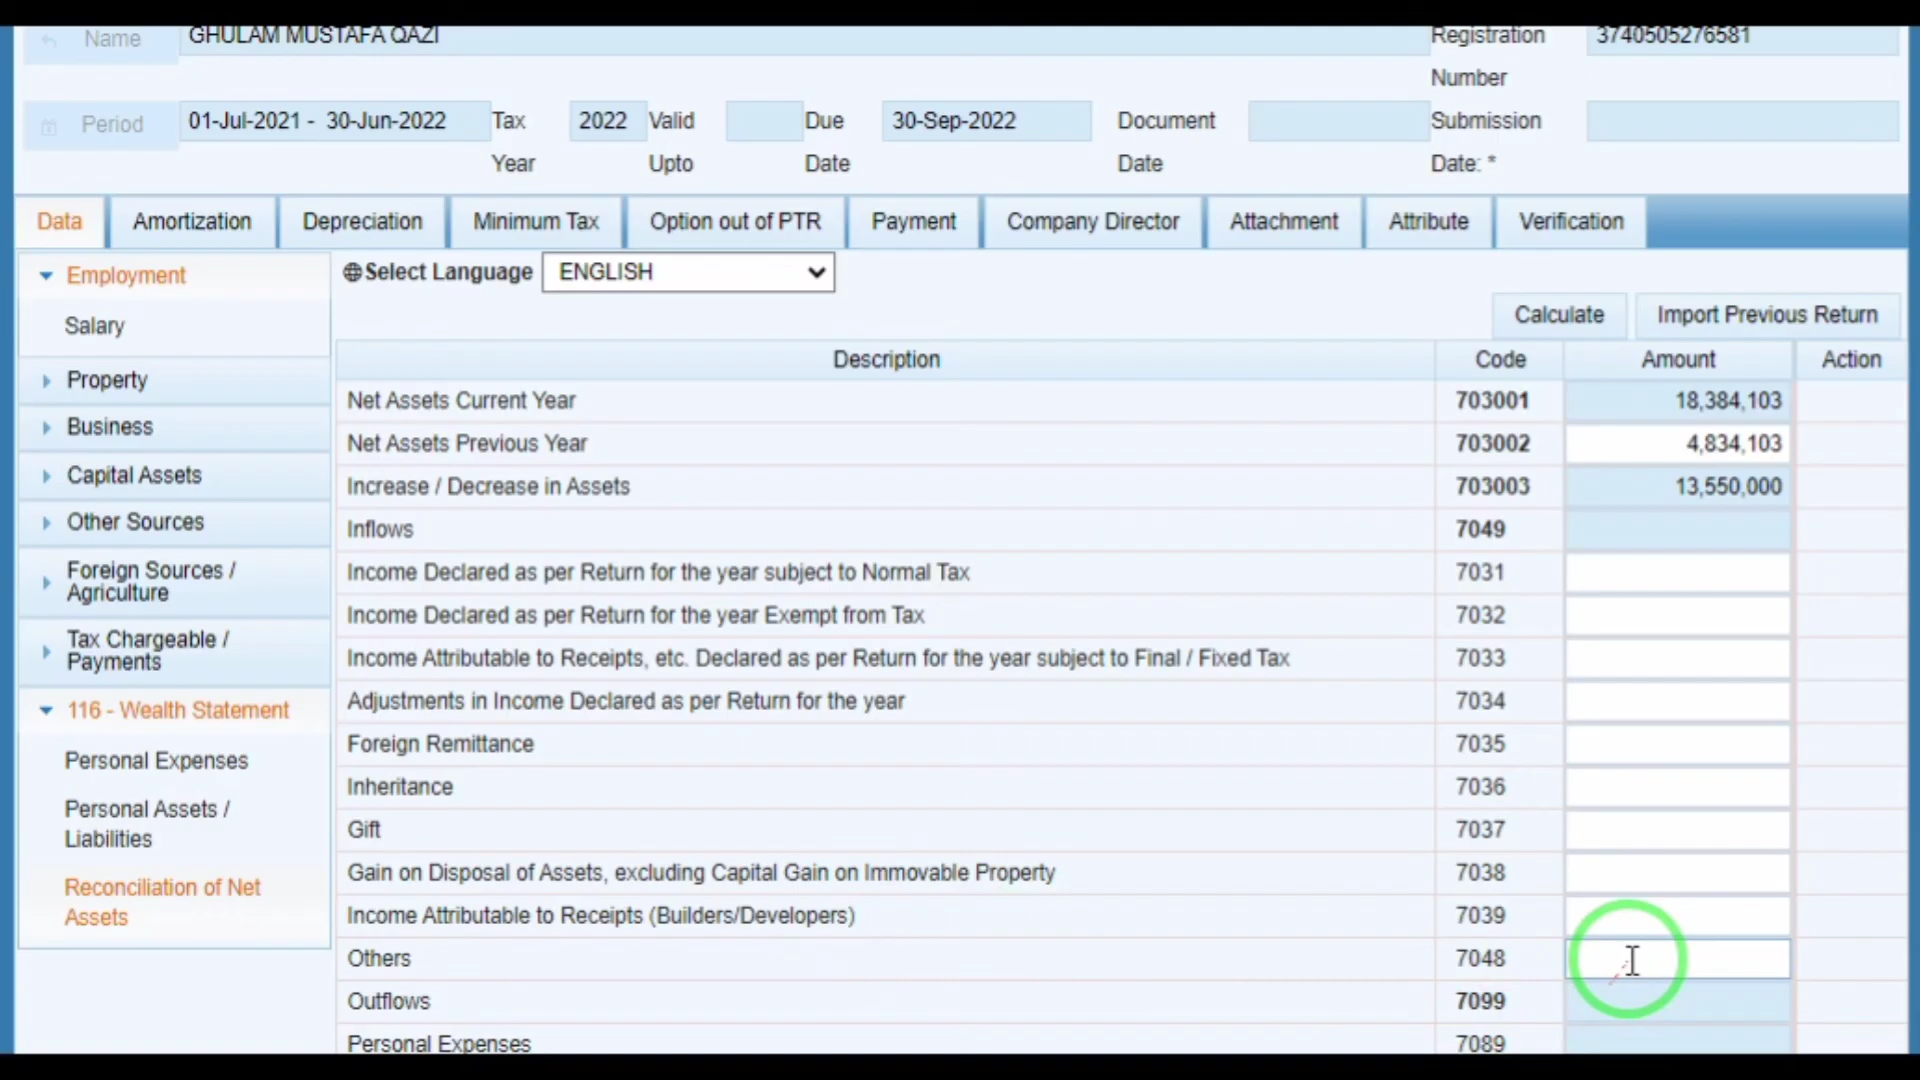 Name GHULAM MUSTAFA QAZI Registration Number 3740505276581
Period 01-Jul-2021 - 30-Jun-2022 Tax Year 2022 Valid Upto Due Date 30-Sep-2022 Document Date Submission Date: *
Data Amortization Depreciation Minimum Tax Option out of PTR Payment Company Director Attachment Attribute Verification
Employment
Salary
Property
Business
Capital Assets
Other Sources
Foreign Sources /
Agriculture
Tax Chargeable /
Payments
116 - Wealth Statement
Personal Expenses
Personal Assets /
Liabilities
Reconciliation of Net
Assets
Select Language ENGLISH
Calculate Import Previous Return
Description Code Amount Action
Net Assets Current Year 703001 18,384,103
Net Assets Previous Year 703002 4,834,103
Increase / Decrease in Assets 703003 13,550,000
Inflows 7049
Income Declared as per Return for the year subject to Normal Tax 7031
Income Declared as per Return for the year Exempt from Tax 7032
Income Attributable to Receipts, etc. Declared as per Return for the year subject to Final / Fixed Tax 7033
Adjustments in Income Declared as per Return for the year 7034
Foreign Remittance 7035
Inheritance 7036
Gift 7037
Gain on Disposal of Assets, excluding Capital Gain on Immovable Property 7038
Income Attributable to Receipts (Builders/Developers) 7039
Others 7048
Outflows 7099
Personal Expenses 7089